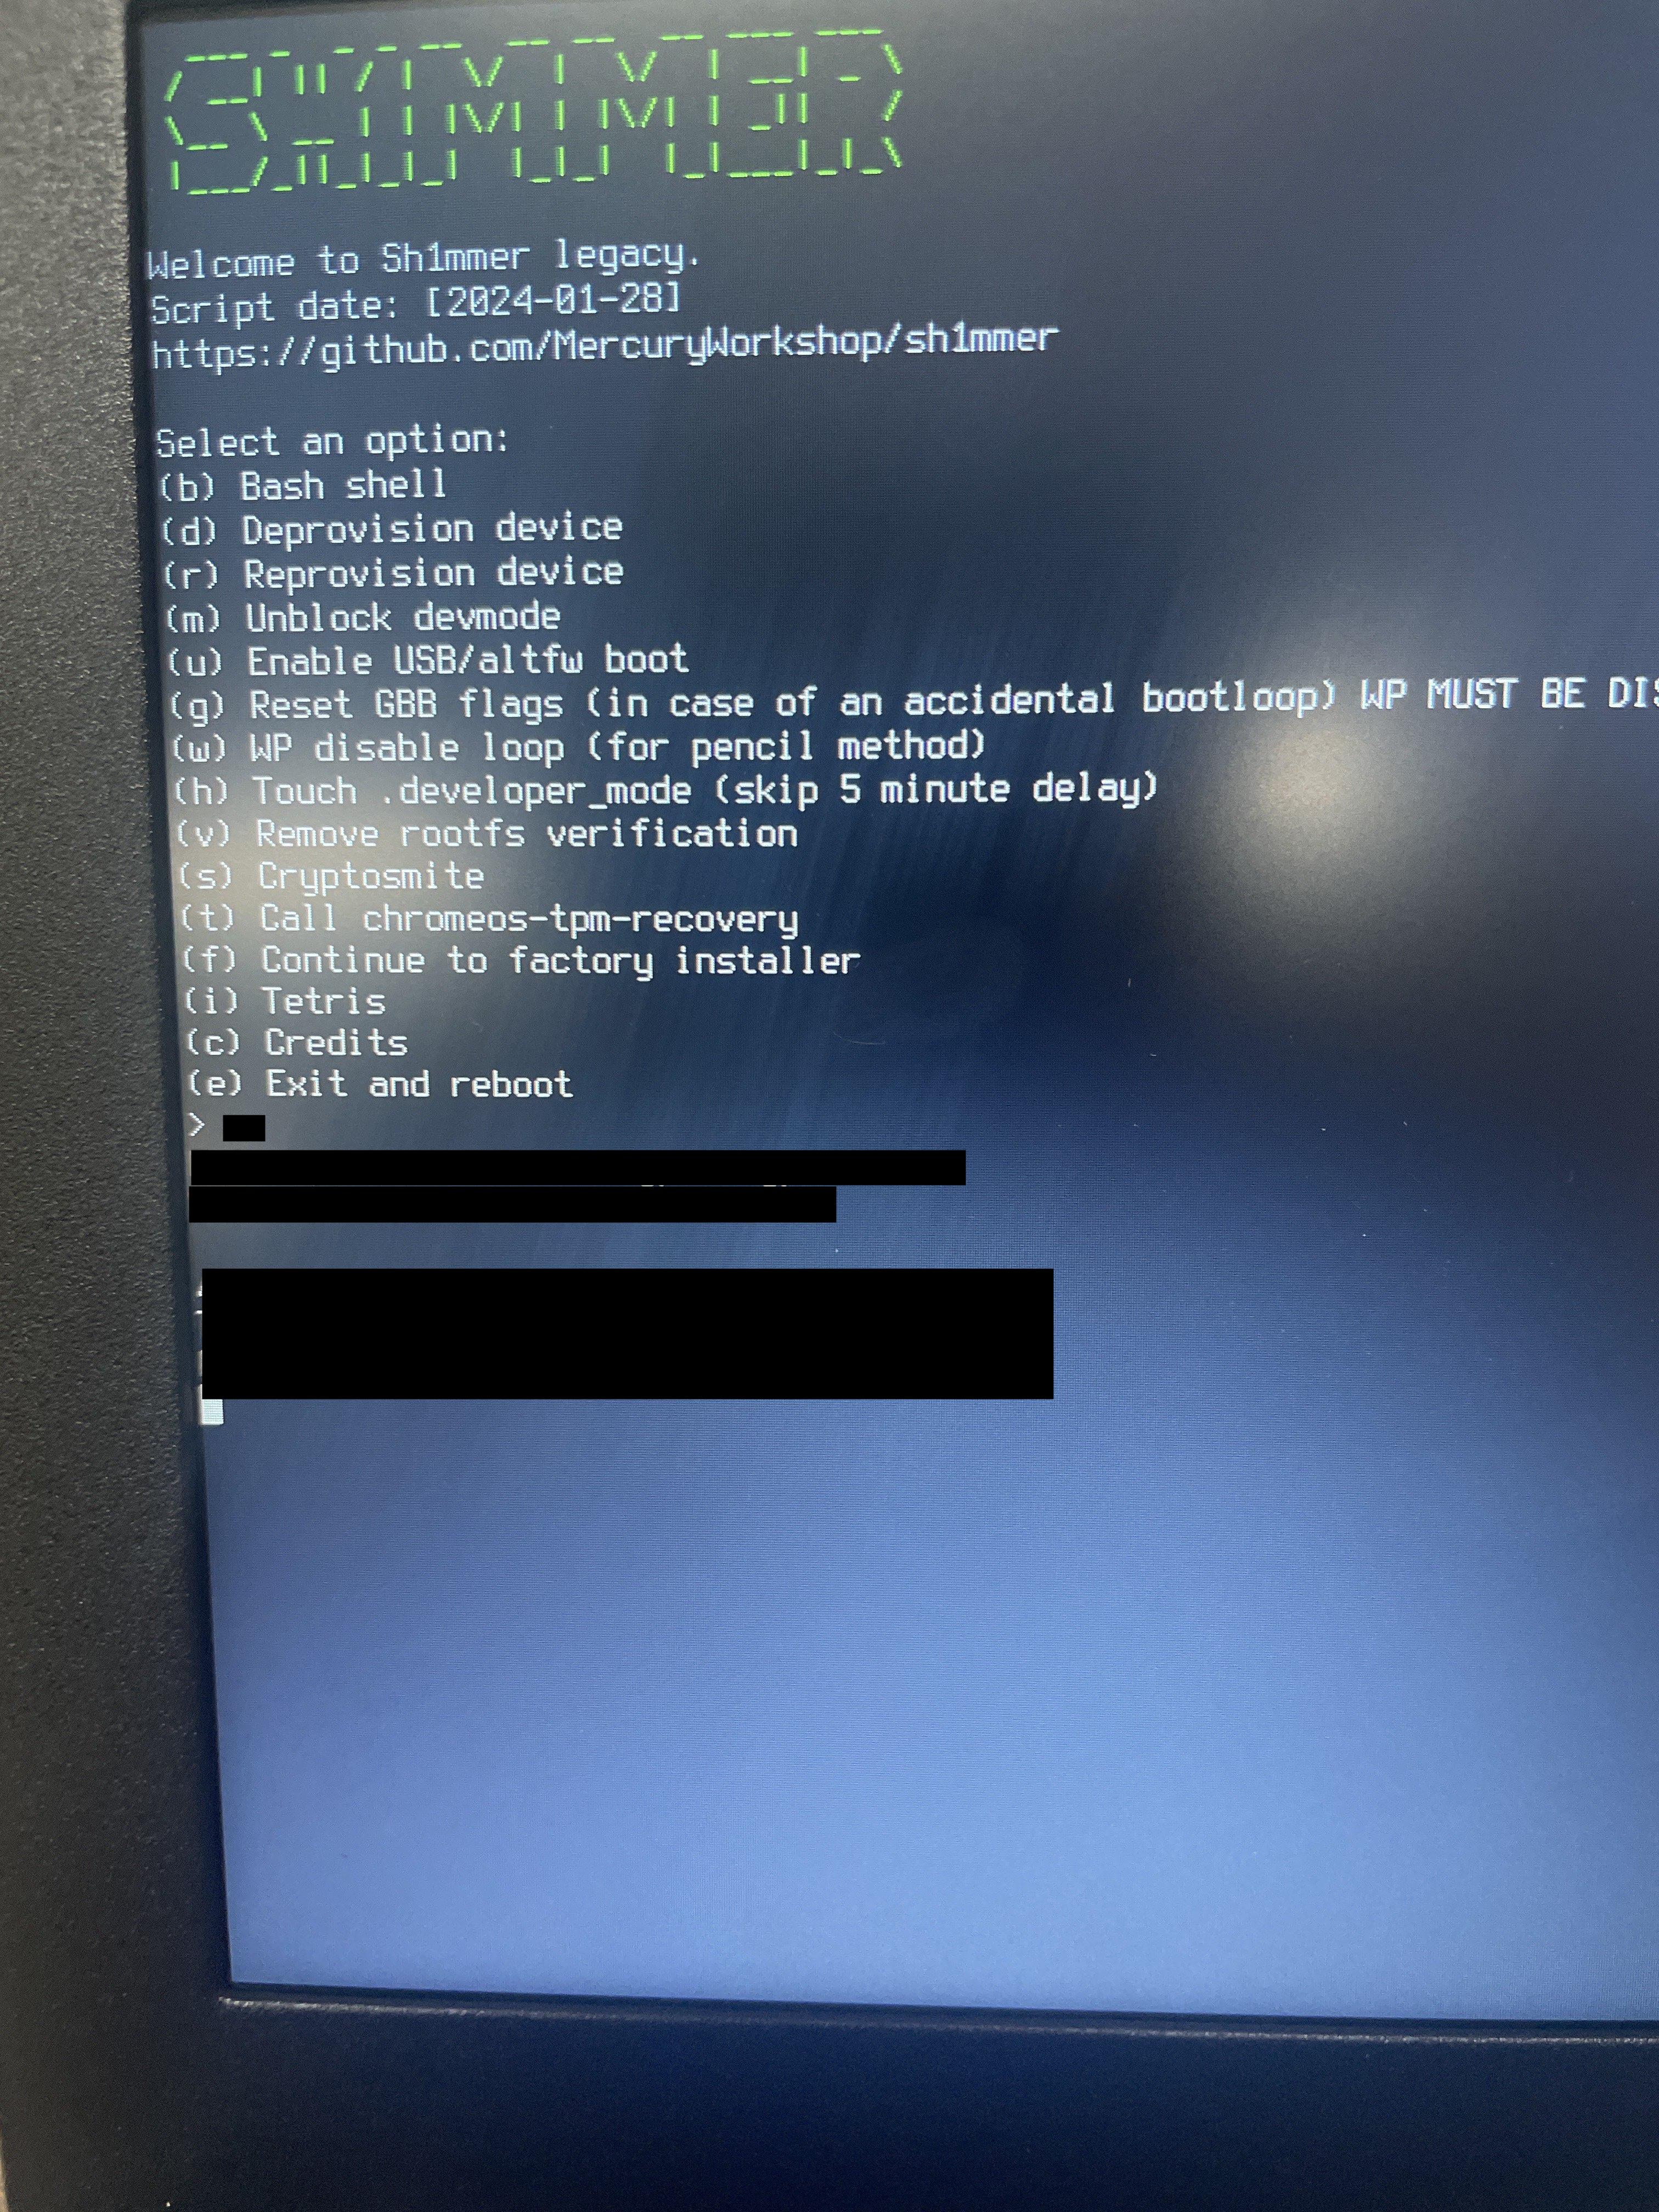 SH1MMER
Welcome to Sh1mmer legacy.
Script date: [2024-01-28]
https://github.com/MercuryWorkshop/sh1mmer
Select an option:
(b) Bash shell
(d) Deprovision device
(r) Reprovision device
(m) Unblock devmode
(u) Enable USB/altfw boot
(g) Reset GBB flags (in case of an accidental bootloop) WP MUST BE DIS
(w) WP disable loop (for pencil method)
(h) Touch .developer_mode (skip 5 minute delay)
(v) Remove rootfs verification
(s) Cryptosmite
(t) Call chromeos-tpm-recovery
(f) Continue to factory installer
(i) Tetris
(c) Credits
(e) Exit and reboot
>